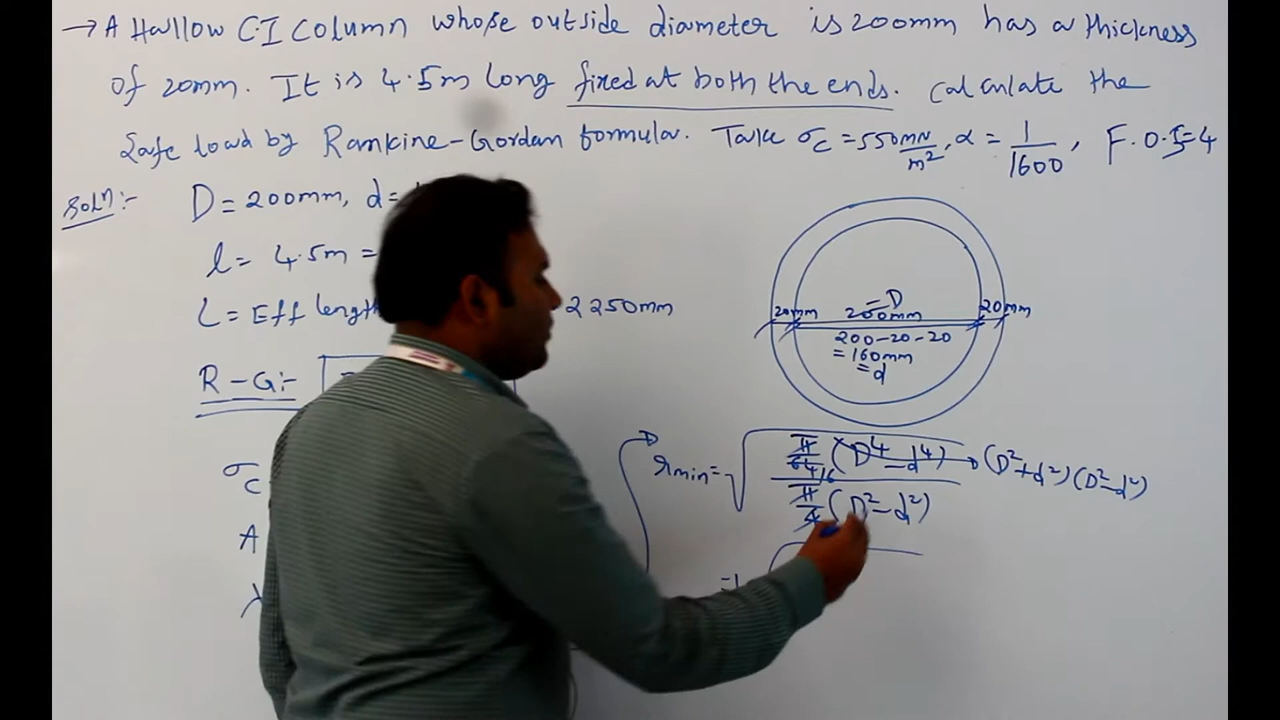 → A Hallow C.I Column whose outside diameter is 200mm has a thickness
of 20mm. It is 4.5m long fixed at both the ends. Calculate the
Safe load by Rankine-Gordan formula. Take σc = 550 MN/m², α = 1/1600, F.O.S = 4
Soln:- D = 200mm, d =
l = 4.5m =
L = Eff length 2250mm
R-G:-
σc
A
λ
20mm = D 200mm 20mm
200-20-20
= 160mm
= d
rmin = √ π/64 (D⁴ - d⁴) → (D²+d²)(D²-d²)
16
π/4 (D² - d²)
=